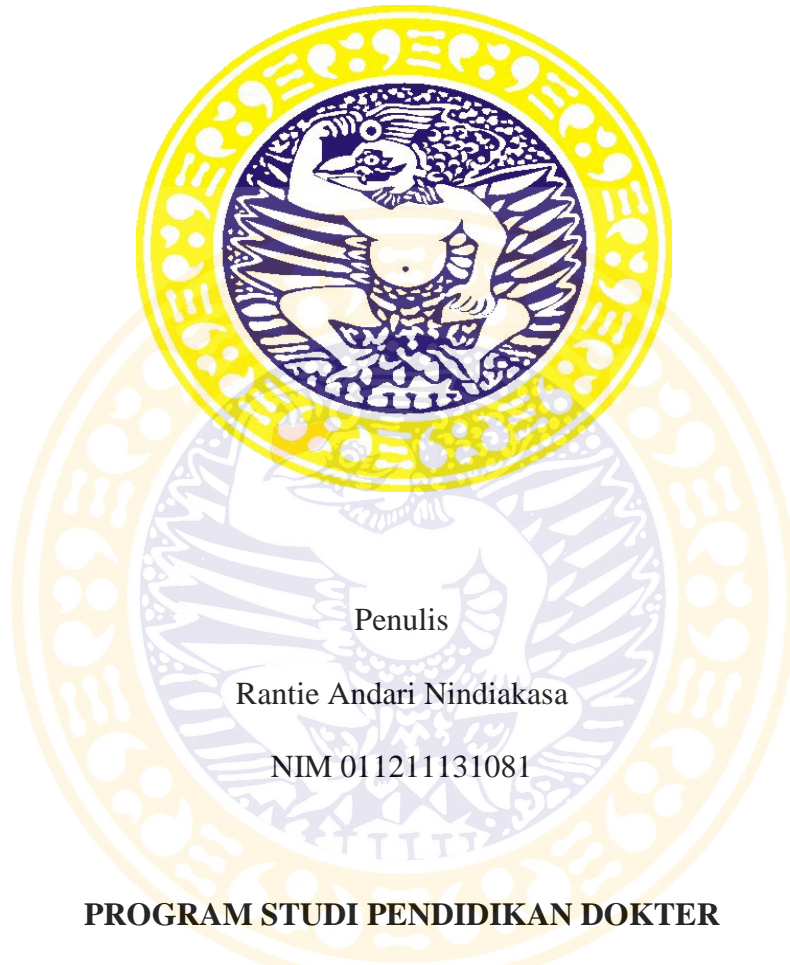 Penulis
Rantie Andari Nindiakasa
NIM 011211131081
PROGRAM STUDI PENDIDIKAN DOKTER